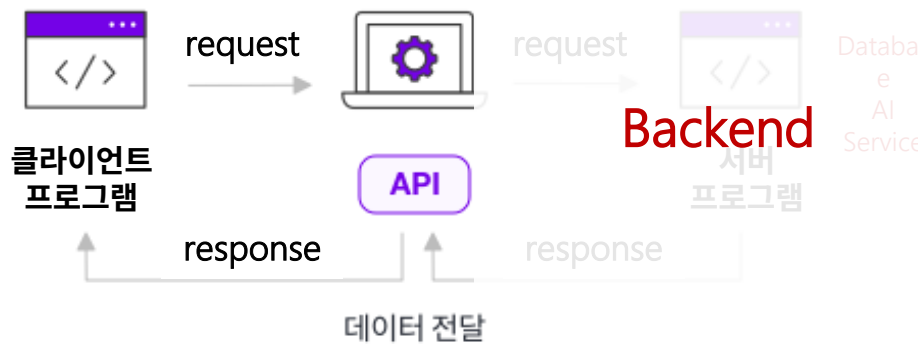 request
request
</>
</>
Databa
e
AI
Service
Backend
클라이언트
프로그램
API
서버
프로그램
response
response
데이터 전달